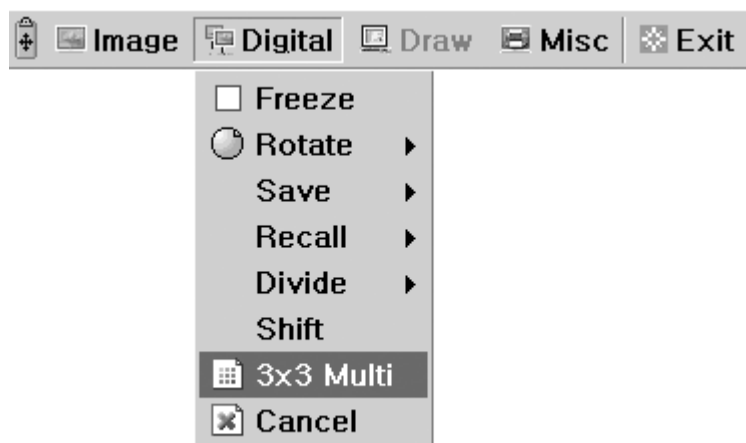 Image Digital Draw Misc Exit
Freeze
Rotate
Save
Recall
Divide
Shift
3x3 Multi
Cancel